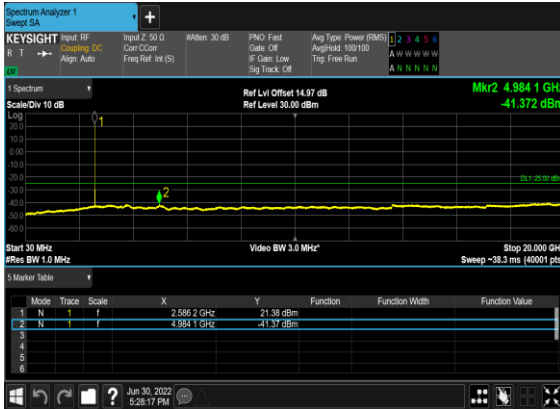 Spectrum Analyzer 1
Swept SA
+
KEYSIGHT Input: RF Input Z: 50 Ω #Atten: 30 dB PNO: Fast Avg Type: Power (RMS) 1 2 3 4 5 6
R T Coupling: DC Corr CCorr Gate: Off Avg|Hold: 100/100 A W W W W W
Align: Auto Freq Ref: Int (S) IF Gain: Low Trig: Free Run
Sig Track: Off A N N N N N
1 Spectrum Ref Lvl Offset 14.97 dB Mkr2 4.984 1 GHz
Scale/Div 10 dB Ref Level 30.00 dBm -41.372 dBm
Log
20.0
10.0
0.00
-10.0
-20.0
-30.0
-40.0
-50.0
-60.0
1
2
DL1 -25.00 dBm
Start 30 MHz Video BW 3.0 MHz* Stop 20.000 GHz
#Res BW 1.0 MHz Sweep ~38.3 ms (40001 pts)
5 Marker Table
Mode Trace Scale X Y Function Function Width Function Value
1 N 1 f 2.586 2 GHz 21.38 dBm
2 N 1 f 4.984 1 GHz -41.37 dBm
3
4
5
6
? Jun 30, 2022
5:28:17 PM